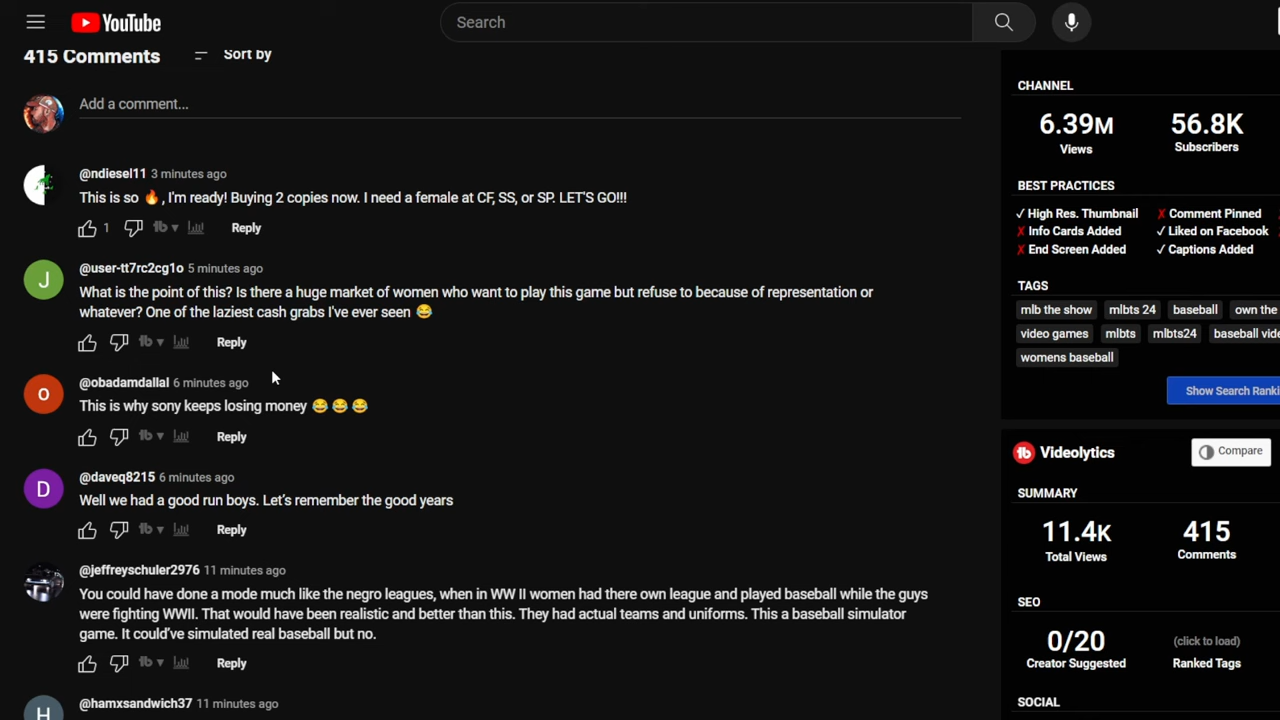 YouTube
Search
415 Comments
Sort by
Add a comment...
@ndiesel11 3 minutes ago
This is so 🔥, I'm ready! Buying 2 copies now. I need a female at CF, SS, or SP. LET'S GO!!!
1
Reply
@user-tt7rc2cg1o 5 minutes ago
What is the point of this? Is there a huge market of women who want to play this game but refuse to because of representation or
whatever? One of the laziest cash grabs I've ever seen 😂
Reply
@obadamdallal 6 minutes ago
This is why sony keeps losing money 😂 😂 😂
Reply
@daveq8215 6 minutes ago
Well we had a good run boys. Let's remember the good years
Reply
@jeffreyschuler2976 11 minutes ago
You could have done a mode much like the negro leagues, when in WW II women had there own league and played baseball while the guys
were fighting WWII. That would have been realistic and better than this. They had actual teams and uniforms. This a baseball simulator
game. It could've simulated real baseball but no.
Reply
@hamxsandwich37 11 minutes ago
CHANNEL
6.39M 56.8K
Views Subscribers
BEST PRACTICES
✓ High Res. Thumbnail ✗ Comment Pinned
✗ Info Cards Added ✓ Liked on Facebook
✗ End Screen Added ✓ Captions Added
TAGS
mlb the show mlbts 24 baseball own the
video games mlbts mlbts24 baseball vide
womens baseball
Show Search Ranki
tb Videolytics Compare
SUMMARY
11.4K 415
Total Views Comments
SEO
0/20 (click to load)
Creator Suggested Ranked Tags
SOCIAL